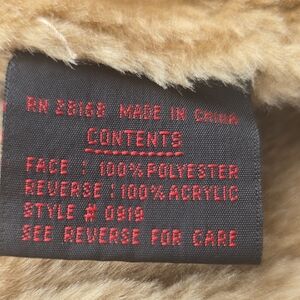 RN 28168 MADE IN CHINA
CONTENTS
FACE : 100% POLYESTER
REVERSE : 100% ACRYLIC
STYLE # 0919
SEE REVERSE FOR CARE